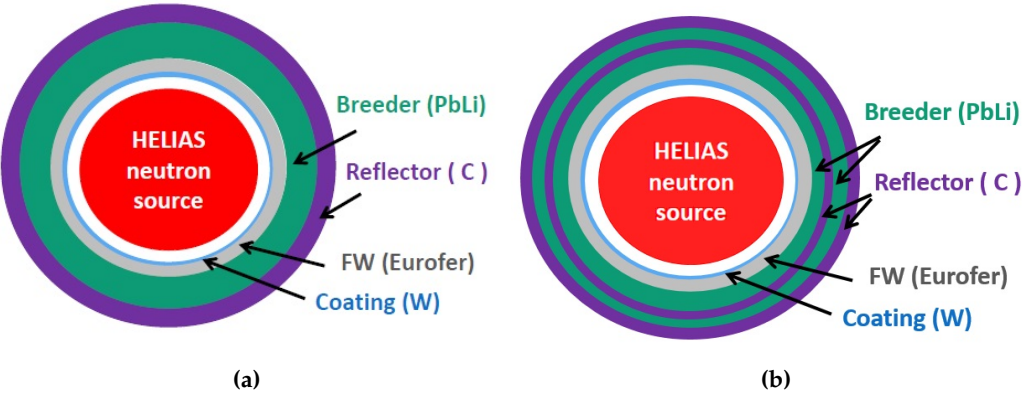 HELIAS
neutron
source
Breeder (PbLi)
Reflector ( C )
FW (Eurofer)
Coating (W)
(a)
HELIAS
neutron
source
Breeder (PbLi)
Reflector ( C )
FW (Eurofer)
Coating (W)
(b)